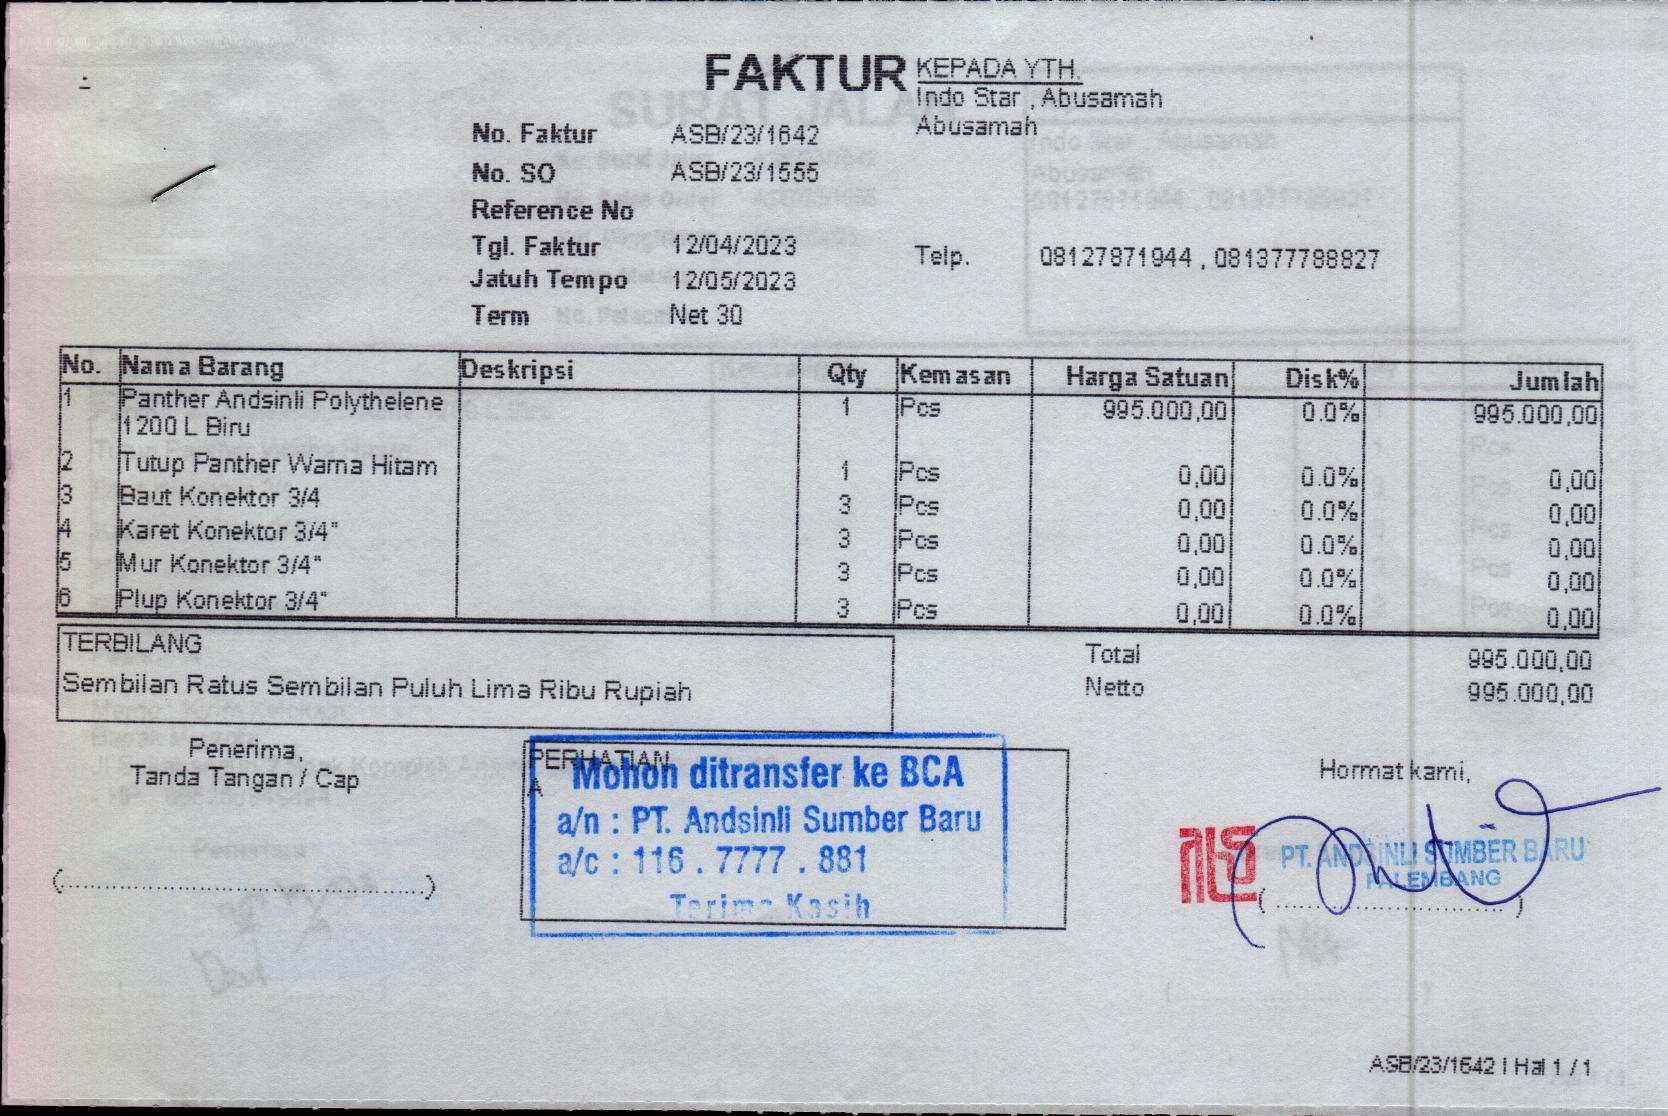 FAKTUR
KEPADA YTH.
Indo Star , Abusamah
Abusamah
No. Faktur ASB/23/1642
No. SO ASB/23/1555
Reference No
Tgl. Faktur 12/04/2023
Jatuh Tempo 12/05/2023
Term Net 30
Telp. 08127871944 , 081377788827
No. Nama Barang Deskripsi Qty Kemasan Harga Satuan Disk% Jumlah
1 Panther Andsinli Polythelene 1 Pcs 995.000,00 0.0% 995.000,00
1200 L Biru
2 Tutup Panther Warna Hitam 1 Pcs 0,00 0.0% 0,00
3 Baut Konektor 3/4 3 Pcs 0,00 0.0% 0,00
4 Karet Konektor 3/4" 3 Pcs 0,00 0.0% 0,00
5 Mur Konektor 3/4" 3 Pcs 0,00 0.0% 0,00
6 Plup Konektor 3/4" 3 Pcs 0,00 0.0% 0,00
TERBILANG
Sembilan Ratus Sembilan Puluh Lima Ribu Rupiah
Total 995.000,00
Netto 995.000,00
Penerima,
Tanda Tangan / Cap
(..............................................)
PERHATIAN
A
Mohon ditransfer ke BCA
a/n : PT. Andsinli Sumber Baru
a/c : 116 . 7777 . 881
Terima Kasih
Hormat kami,
PT. ANDSINLI SUMBER BARU
PALEMBANG
(..............................)
ASB/23/1642 | Hal 1 / 1
SURAT JALAN